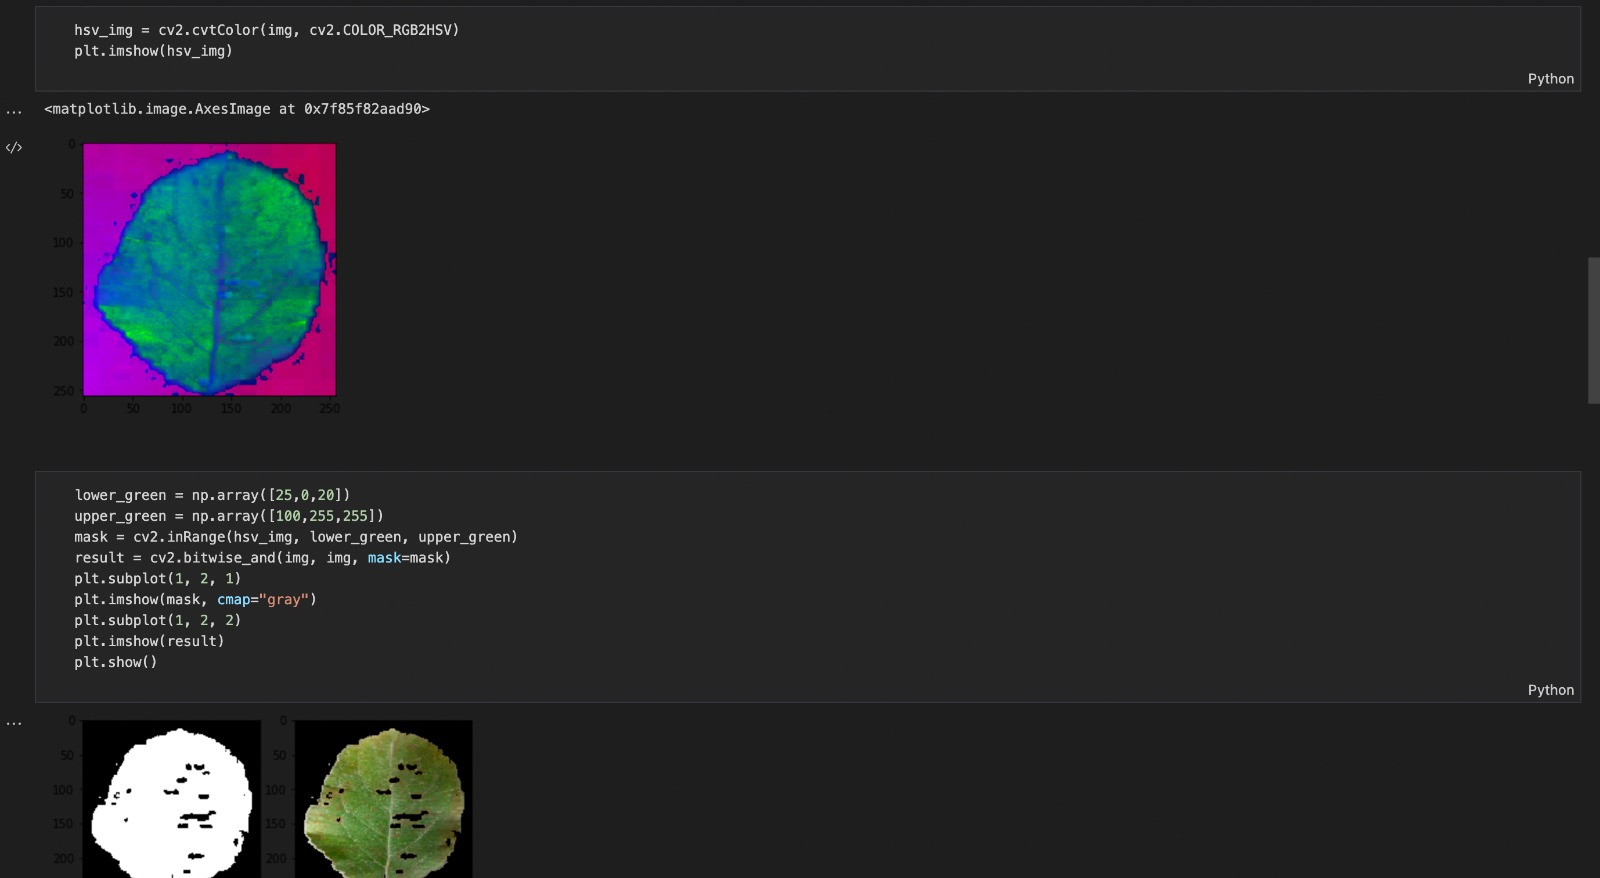 hsv_img = cv2.cvtColor(img, cv2.COLOR_RGB2HSV)
plt.imshow(hsv_img)
Python
... <matplotlib.image.AxesImage at 0x7f85f82aad90>
</>
0
50
100
150
200
250
0 50 100 150 200 250
lower_green = np.array([25,0,20])
upper_green = np.array([100,255,255])
mask = cv2.inRange(hsv_img, lower_green, upper_green)
result = cv2.bitwise_and(img, img, mask=mask)
plt.subplot(1, 2, 1)
plt.imshow(mask, cmap="gray")
plt.subplot(1, 2, 2)
plt.imshow(result)
plt.show()
Python
...
0 0
50 50
100 100
150 150
200 200